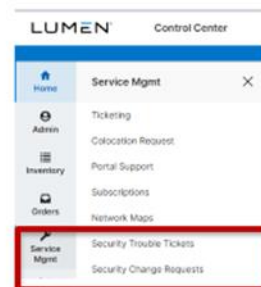 LUMEN Control Center
Home
Service Mgmt X
Admin
Ticketing
Colocation Request
Inventory
Portal Support
Subscriptions
Orders
Network Maps
Service Mgmt
Security Trouble Tickets
Security Change Requests